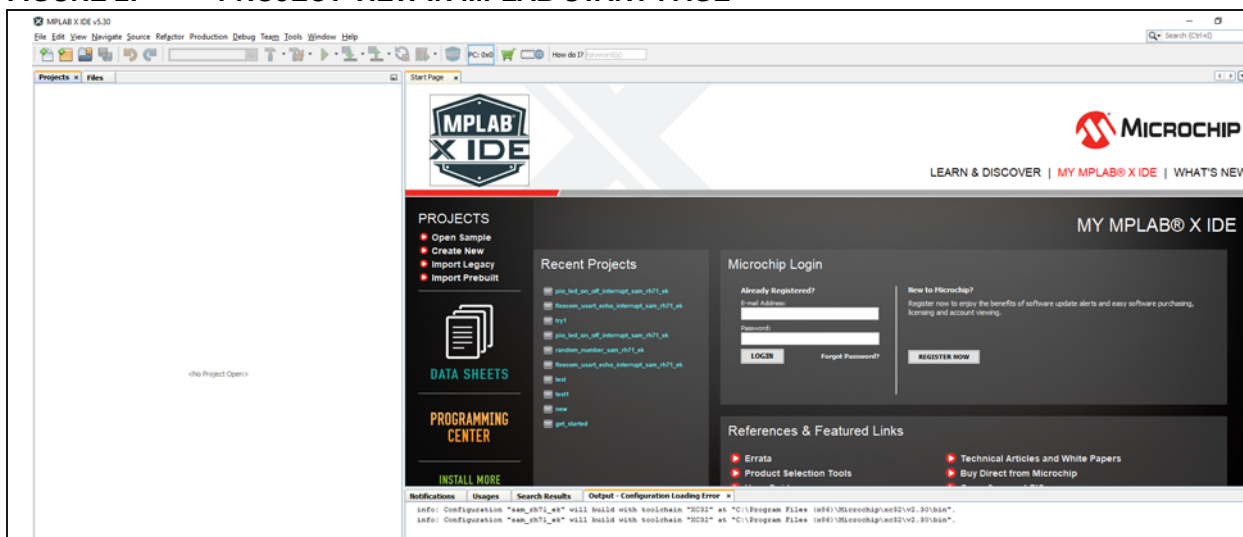 FIGURE 2: PROJECT VIEW IN MPLAB START PAGE
MPLAB X IDE v5.30
File Edit View Navigate Source Refactor Production Debug Team Tools Window Help
Search (Ctrl+I)
PC: 0x0 How do I? Keyword(s)
Projects Files
Start Page
MPLAB
X IDE
MICROCHIP
LEARN & DISCOVER | MY MPLAB® X IDE | WHAT'S NEW
PROJECTS
Open Sample
Create New
Import Legacy
Import Prebuilt
DATA SHEETS
PROGRAMMING
CENTER
INSTALL MORE
<No Project Open>
MY MPLAB® X IDE
Recent Projects
pio_led_on_off_interrupt_sam_rh71_ek
flexcom_usart_echo_interrupt_sam_rh71_ek
try1
pio_led_on_off_interrupt_sam_rh71_ek
random_number_sam_rh71_ek
flexcom_usart_echo_interrupt_sam_rh71_ek
test
test1
new
get_started
Microchip Login
Already Registered?
E-mail Address:
Password:
LOGIN Forgot Password?
New to Microchip?
Register now to enjoy the benefits of software update alerts and easy software purchasing,
licensing and account viewing.
REGISTER NOW
References & Featured Links
Errata
Product Selection Tools
Technical Articles and White Papers
Buy Direct from Microchip
Notifications Usages Search Results Output - Configuration Loading Error
info: Configuration "sam_rh71_ek" will build with toolchain "XC32" at "C:\Program Files (x86)\Microchip\xc32\v2.30\bin".
info: Configuration "sam_rh71_ek" will build with toolchain "XC32" at "C:\Program Files (x86)\Microchip\xc32\v2.30\bin".